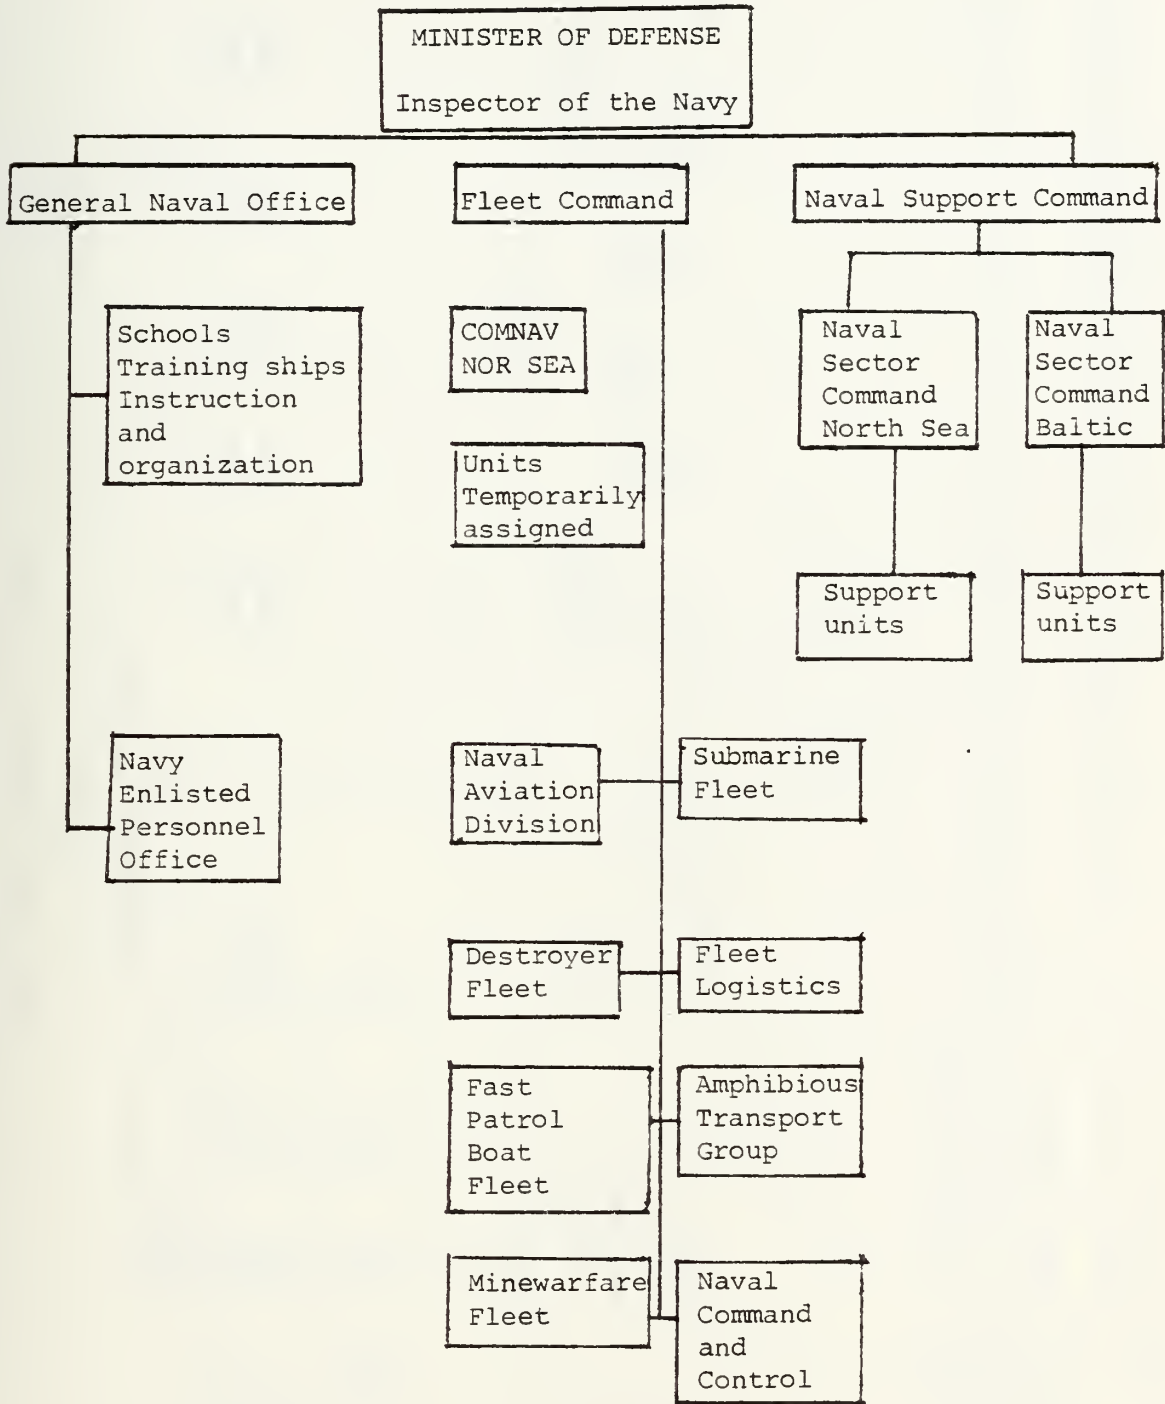 MINISTER OF DEFENSE
Inspector of the Navy
General Naval Office
Fleet Command
Naval Support Command
Schools
Training ships
Instruction
and
organization
COMNAV
NOR SEA
Naval
Sector
Command
North Sea
Naval
Sector
Command
Baltic
Units
Temporarily
assigned
Support
units
Support
units
Navy
Enlisted
Personnel
Office
Naval
Aviation
Division
Submarine
Fleet
Destroyer
Fleet
Fleet
Logistics
Fast
Patrol
Boat
Fleet
Amphibious
Transport
Group
Minewarfare
Fleet
Naval
Command
and
Control